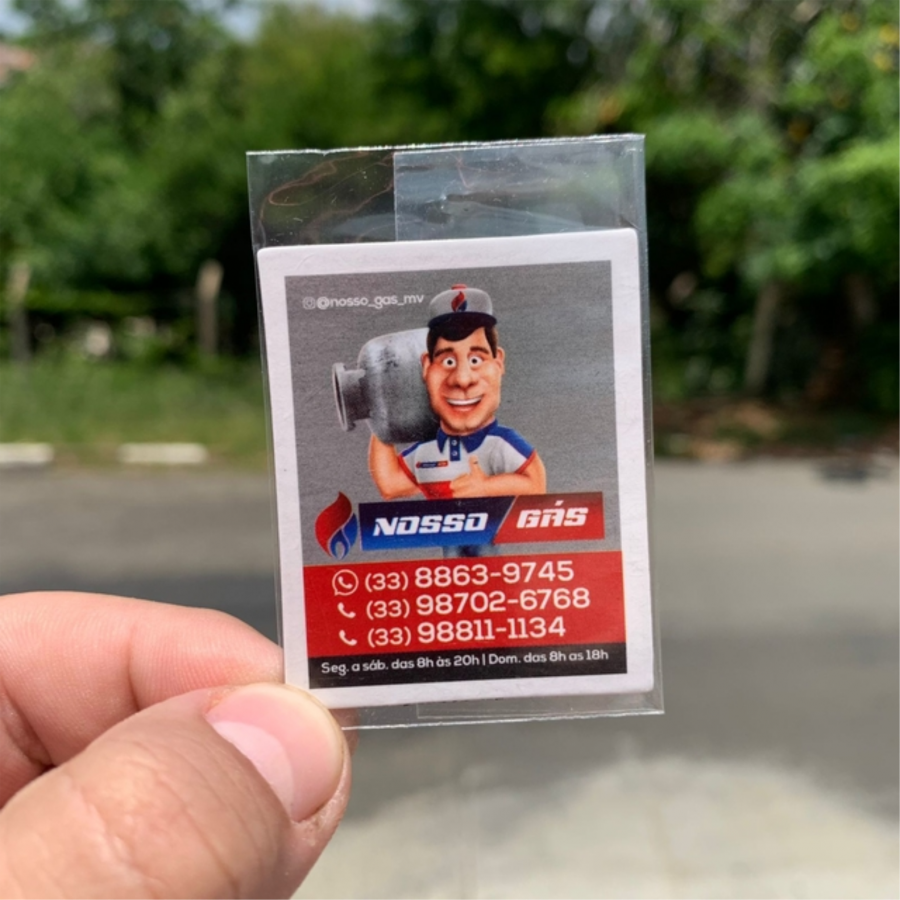 @nosso_gas_mv
NOSSO GÁS
(33) 8863-9745
(33) 98702-6768
(33) 98811-1134
Seg. a sáb. das 8h às 20h | Dom. das 8h as 18h